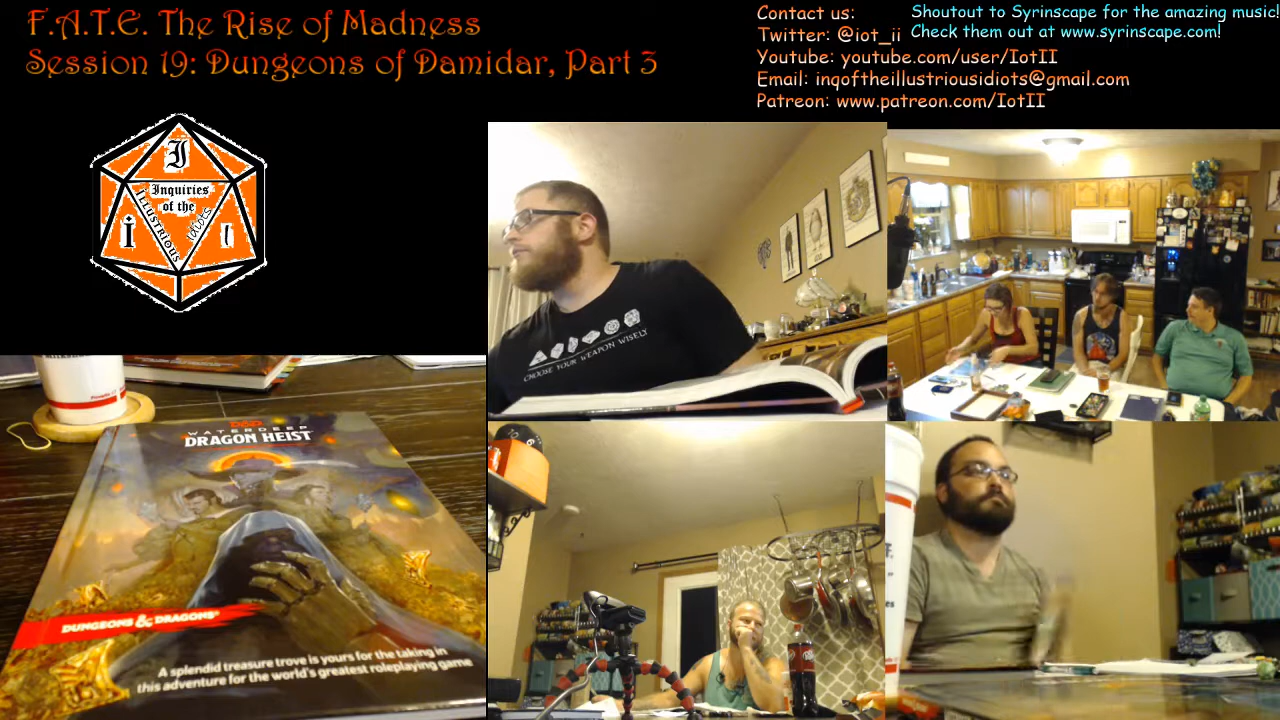 F.A.T.E. The Rise of Madness
Session 19: Dungeons of Damidar, Part 3
Contact us:
Twitter: @iot_ii
Youtube: youtube.com/user/IotII
Email: inqoftheillustriousidiots@gmail.com
Patreon: www.patreon.com/IotII
Shoutout to Syrinscape for the amazing music!
Check them out at www.syrinscape.com!
I
Inquiries
of the
ILLUSTRIOUS
Idiots
i
I
CHOOSE YOUR WEAPON WISELY
D&D
WATERDEEP
DRAGON HEIST
DUNGEONS & DRAGONS
A splendid treasure trove is yours for the taking in
this adventure for the world's greatest roleplaying game